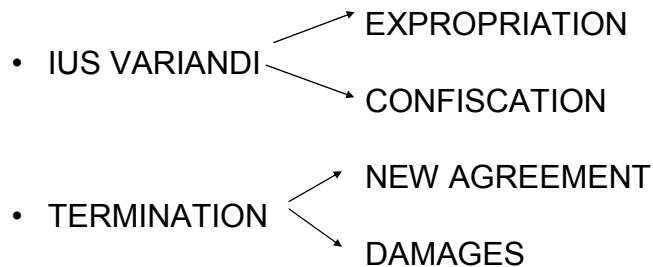 EXPROPRIATION
• IUS VARIANDI
CONFISCATION
NEW AGREEMENT
• TERMINATION
DAMAGES